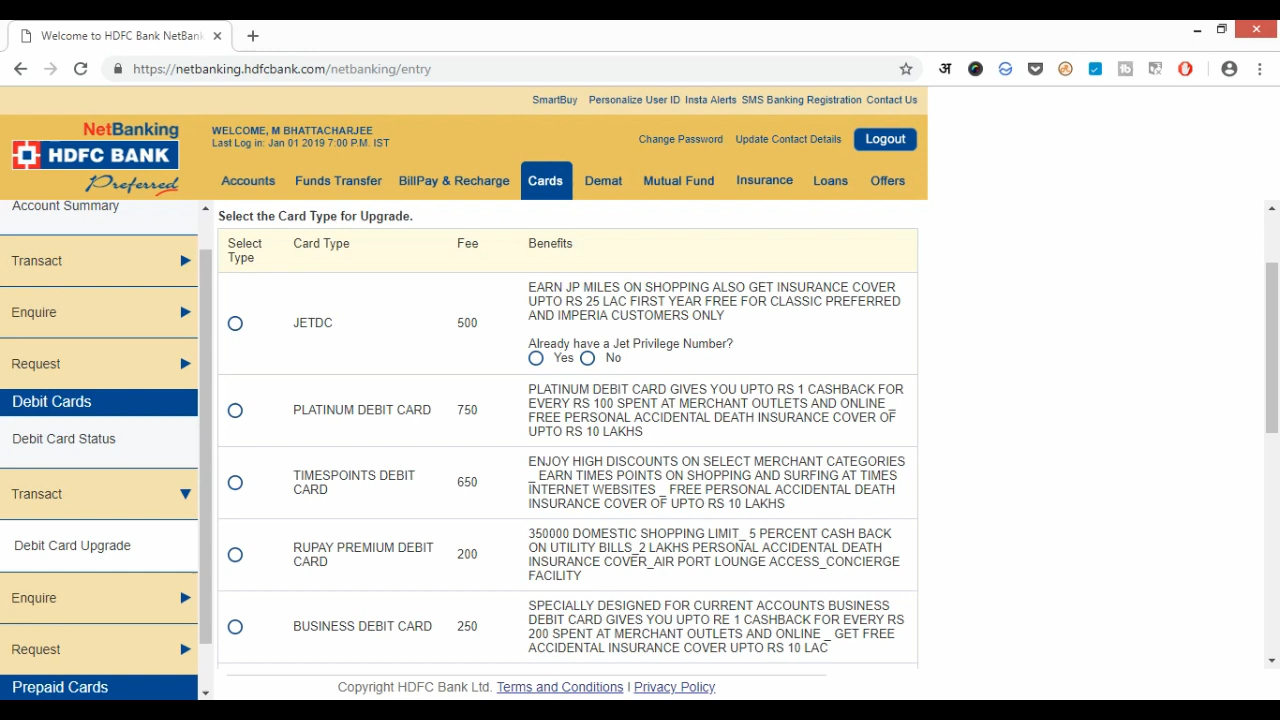 Welcome to HDFC Bank NetBan
https://netbanking.hdfcbank.com/netbanking/entry
अ
SmartBuy Personalize User ID Insta Alerts SMS Banking Registration Contact Us
NetBanking
HDFC BANK
Preferred
WELCOME, M BHATTACHARJEE
Last Log in: Jan 01 2019 7:00 P.M. IST
Change Password Update Contact Details Logout
Accounts Funds Transfer BillPay & Recharge Cards Demat Mutual Fund Insurance Loans Offers
Account Summary
Transact
Enquire
Request
Debit Cards
Debit Card Status
Transact
Debit Card Upgrade
Enquire
Request
Prepaid Cards
Select the Card Type for Upgrade.
Select Type Card Type Fee Benefits
JETDC 500
EARN JP MILES ON SHOPPING ALSO GET INSURANCE COVER
UPTO RS 25 LAC FIRST YEAR FREE FOR CLASSIC PREFERRED
AND IMPERIA CUSTOMERS ONLY
Already have a Jet Privilege Number?
Yes No
PLATINUM DEBIT CARD 750
PLATINUM DEBIT CARD GIVES YOU UPTO RS 1 CASHBACK FOR
EVERY RS 100 SPENT AT MERCHANT OUTLETS AND ONLINE _
FREE PERSONAL ACCIDENTAL DEATH INSURANCE COVER OF
UPTO RS 10 LAKHS
TIMESPOINTS DEBIT
CARD
650
ENJOY HIGH DISCOUNTS ON SELECT MERCHANT CATEGORIES
_ EARN TIMES POINTS ON SHOPPING AND SURFING AT TIMES
INTERNET WEBSITES _ FREE PERSONAL ACCIDENTAL DEATH
INSURANCE COVER OF UPTO RS 10 LAKHS
RUPAY PREMIUM DEBIT
CARD
200
350000 DOMESTIC SHOPPING LIMIT_ 5 PERCENT CASH BACK
ON UTILITY BILLS_2 LAKHS PERSONAL ACCIDENTAL DEATH
INSURANCE COVER_AIR PORT LOUNGE ACCESS_CONCIERGE
FACILITY
BUSINESS DEBIT CARD 250
SPECIALLY DESIGNED FOR CURRENT ACCOUNTS BUSINESS
DEBIT CARD GIVES YOU UPTO RE 1 CASHBACK FOR EVERY RS
200 SPENT AT MERCHANT OUTLETS AND ONLINE _ GET FREE
ACCIDENTAL INSURANCE COVER UPTO RS 10 LAC
Copyright HDFC Bank Ltd. Terms and Conditions | Privacy Policy